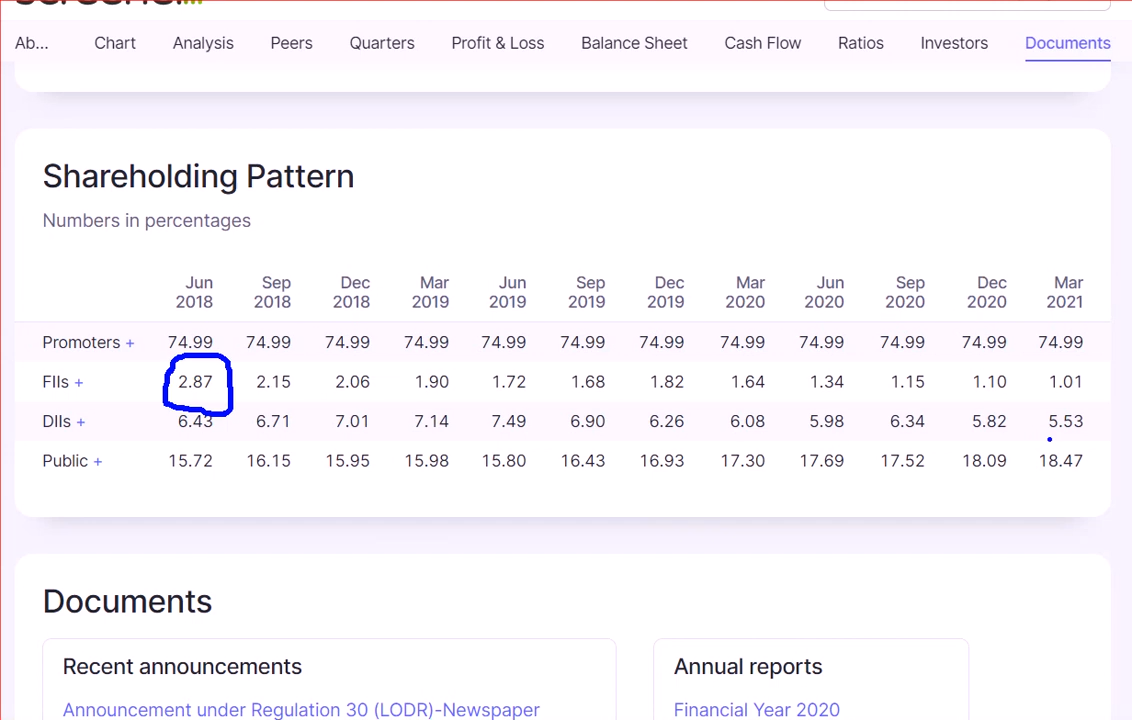 Ab... Chart Analysis Peers Quarters Profit & Loss Balance Sheet Cash Flow Ratios Investors Documents
Shareholding Pattern
Numbers in percentages
Jun 2018 Sep 2018 Dec 2018 Mar 2019 Jun 2019 Sep 2019 Dec 2019 Mar 2020 Jun 2020 Sep 2020 Dec 2020 Mar 2021
Promoters + 74.99 74.99 74.99 74.99 74.99 74.99 74.99 74.99 74.99 74.99 74.99 74.99
FIIs + 2.87 2.15 2.06 1.90 1.72 1.68 1.82 1.64 1.34 1.15 1.10 1.01
DIIs + 6.43 6.71 7.01 7.14 7.49 6.90 6.26 6.08 5.98 6.34 5.82 5.53
Public + 15.72 16.15 15.95 15.98 15.80 16.43 16.93 17.30 17.69 17.52 18.09 18.47
Documents
Recent announcements
Announcement under Regulation 30 (LODR)-Newspaper
Annual reports
Financial Year 2020